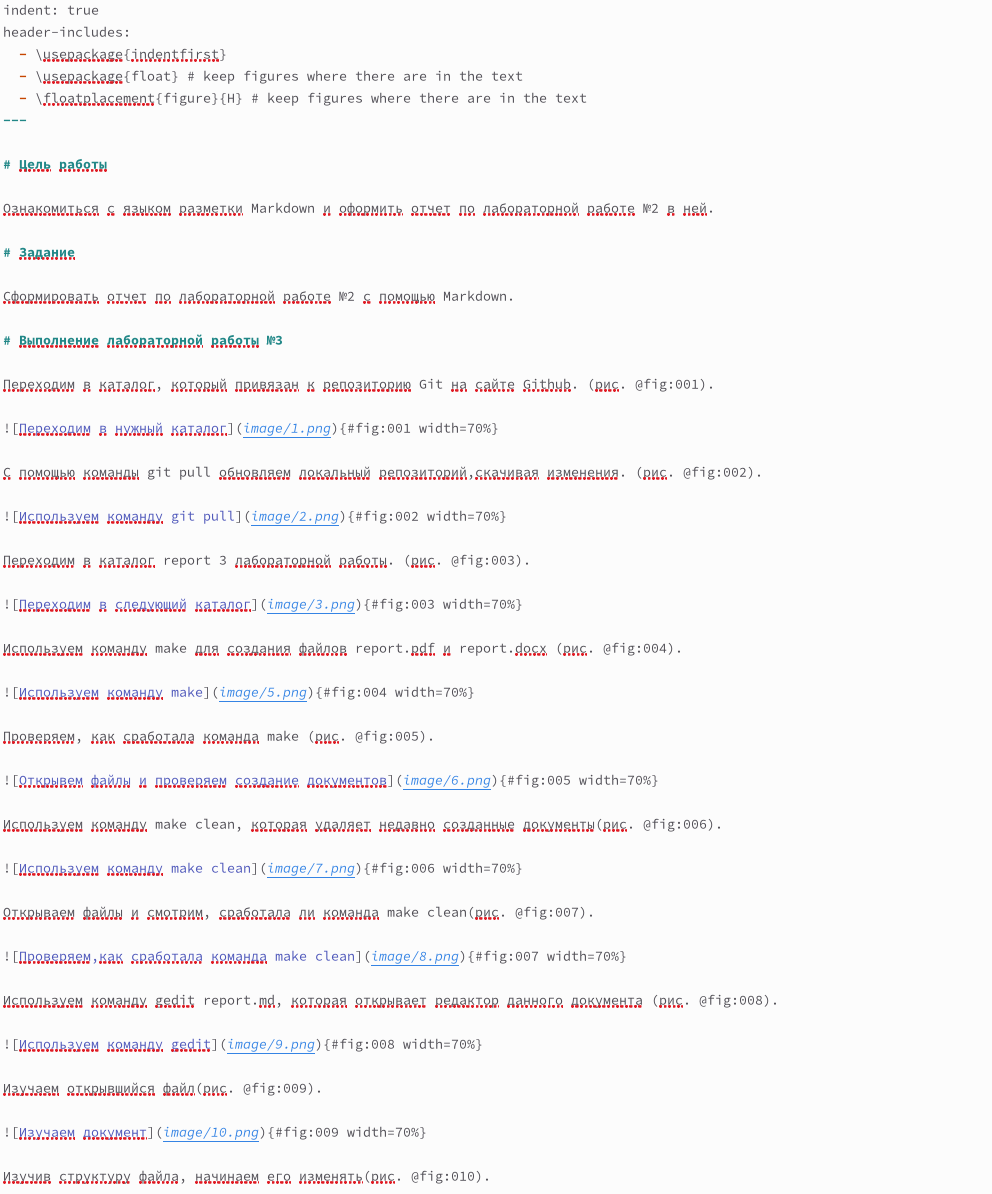 indent: true
header-includes:
  - \usepackage{indentfirst}
  - \usepackage{float} # keep figures where there are in the text
  - \floatplacement{figure}{H} # keep figures where there are in the text
---
# Цель работы
Ознакомиться с языком разметки Markdown и оформить отчет по лабораторной работе №2 в ней.
# Задание
Сформировать отчет по лабораторной работе №2 с помощью Markdown.
# Выполнение лабораторной работы №3
Переходим в каталог, который привязан к репозиторию Git на сайте Github. (рис. @fig:001).
![Переходим в нужный каталог](image/1.png){#fig:001 width=70%}
С помощью команды git pull обновляем локальный репозиторий,скачивая изменения. (рис. @fig:002).
![Используем команду git pull](image/2.png){#fig:002 width=70%}
Переходим в каталог report 3 лабораторной работы. (рис. @fig:003).
![Переходим в следующий каталог](image/3.png){#fig:003 width=70%}
Используем команду make для создания файлов report.pdf и report.docx (рис. @fig:004).
![Используем команду make](image/5.png){#fig:004 width=70%}
Проверяем, как сработала команда make (рис. @fig:005).
![Открывем файлы и проверяем создание документов](image/6.png){#fig:005 width=70%}
Используем команду make clean, которая удаляет недавно созданные документы(рис. @fig:006).
![Используем команду make clean](image/7.png){#fig:006 width=70%}
Открываем файлы и смотрим, сработала ли команда make clean(рис. @fig:007).
![Проверяем,как сработала команда make clean](image/8.png){#fig:007 width=70%}
Используем команду gedit report.md, которая открывает редактор данного документа (рис. @fig:008).
![Используем команду gedit](image/9.png){#fig:008 width=70%}
Изучаем открывшийся файл(рис. @fig:009).
![Изучаем документ](image/10.png){#fig:009 width=70%}
Изучив структуру файла, начинаем его изменять(рис. @fig:010).